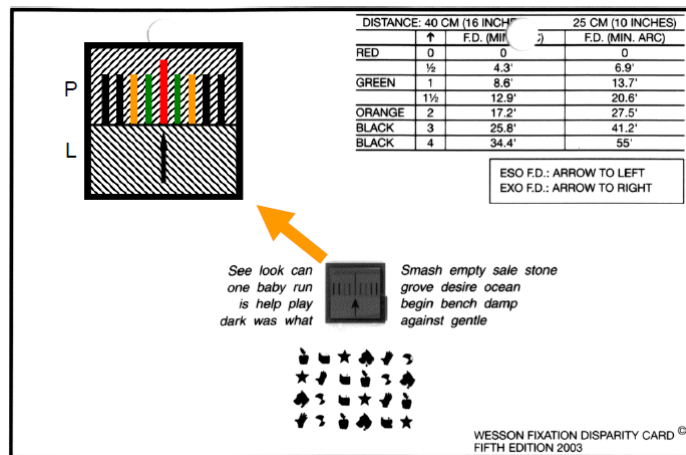 DISTANCE: 40 CM (16 INCH 25 CM (10 INCHES)
↑ F.D. (MIN. C) F.D. (MIN. ARC)
RED 0 0 0
½ 4.3' 6.9'
GREEN 1 8.6' 13.7'
1½ 12.9' 20.6'
ORANGE 2 17.2' 27.5'
BLACK 3 25.8' 41.2'
BLACK 4 34.4' 55'
P
L
ESO F.D.: ARROW TO LEFT
EXO F.D.: ARROW TO RIGHT
See look can
one baby run
is help play
dark was what
Smash empty sale stone
grove desire ocean
begin bench damp
against gentle
WESSON FIXATION DISPARITY CARD ©
FIFTH EDITION 2003